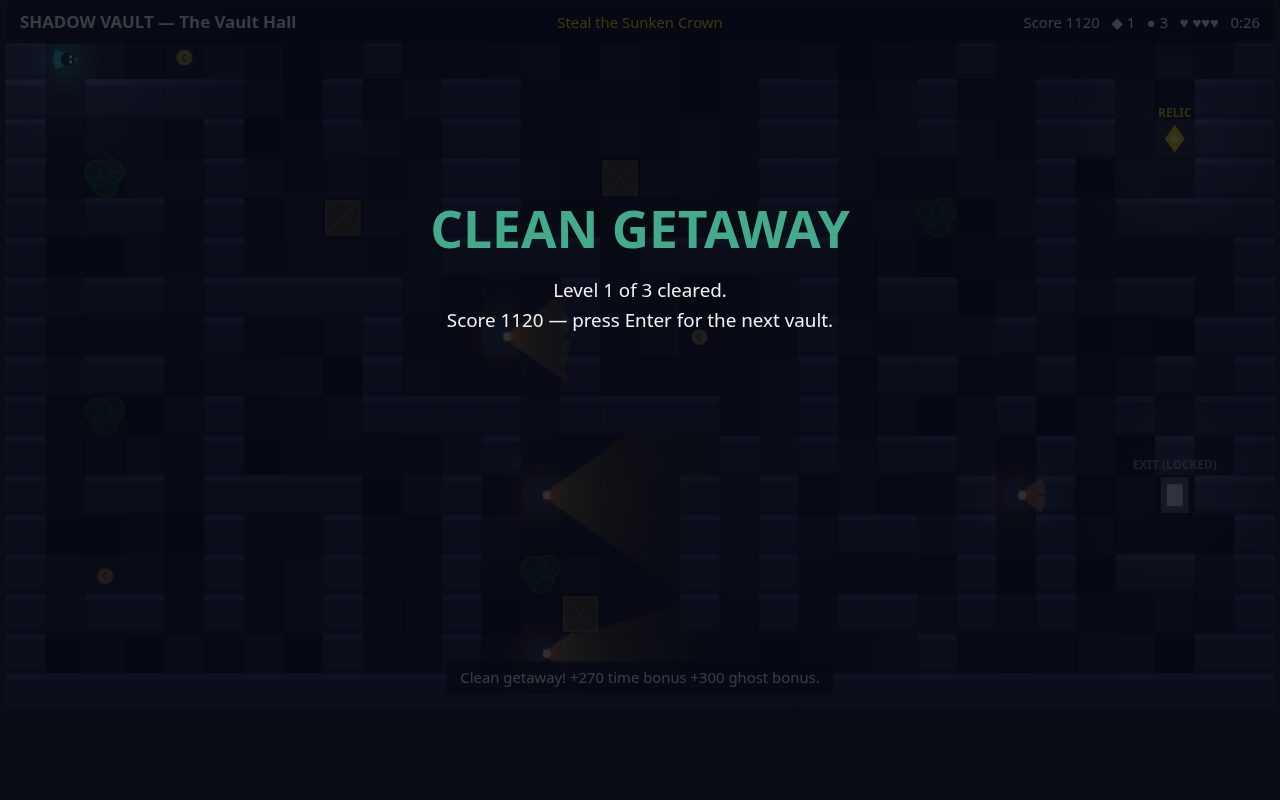 SHADOW VAULT — The Vault Hall
Steal the Sunken Crown
Score 1120 ◆ 1 ● 3 ♥ ♥♥♥ 0:26
RELIC
CLEAN GETAWAY
Level 1 of 3 cleared.
Score 1120 — press Enter for the next vault.
EXIT (LOCKED)
Clean getaway! +270 time bonus +300 ghost bonus.